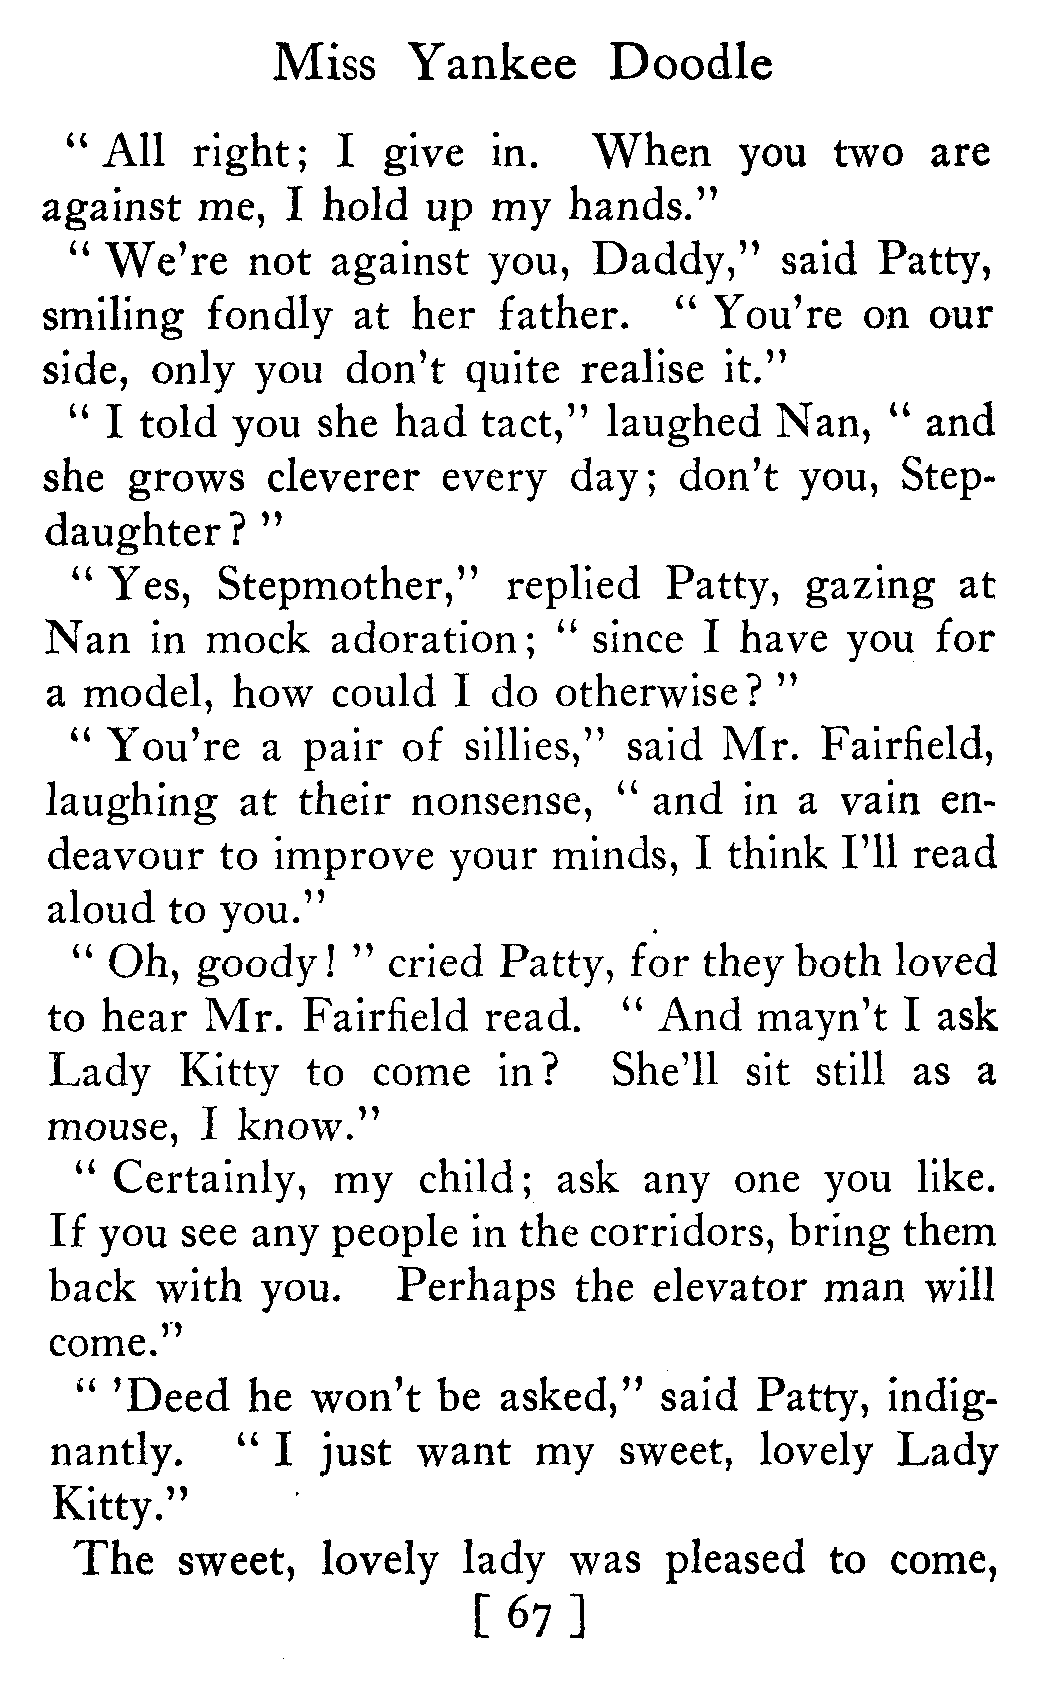 Miss Yankee Doodle
" All right; I give in. When you two are
against me, I hold up my hands."
" We're not against you, Daddy," said Patty,
smiling fondly at her father. " You're on our
side, only you don't quite realise it."
" I told you she had tact," laughed Nan, " and
she grows cleverer every day; don't you, Step-
daughter? "
" Yes, Stepmother," replied Patty, gazing at
Nan in mock adoration; " since I have you for
a model, how could I do otherwise? "
" You're a pair of sillies," said Mr. Fairfield,
laughing at their nonsense, " and in a vain en-
deavour to improve your minds, I think I'll read
aloud to you."
" Oh, goody! " cried Patty, for they both loved
to hear Mr. Fairfield read. " And mayn't I ask
Lady Kitty to come in? She'll sit still as a
mouse, I know."
" Certainly, my child; ask any one you like.
If you see any people in the corridors, bring them
back with you. Perhaps the elevator man will
come."
" 'Deed he won't be asked," said Patty, indig-
nantly. " I just want my sweet, lovely Lady
Kitty."
The sweet, lovely lady was pleased to come,
[ 67 ]